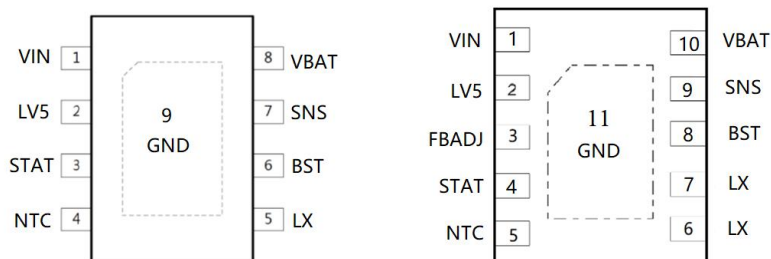 VIN 1 8 VBAT
LV5 2 7 SNS
9
GND
STAT 3 6 BST
NTC 4 5 LX
VIN 1 10 VBAT
LV5 2 9 SNS
FBADJ 3 8 BST
11
GND
STAT 4 7 LX
NTC 5 6 LX